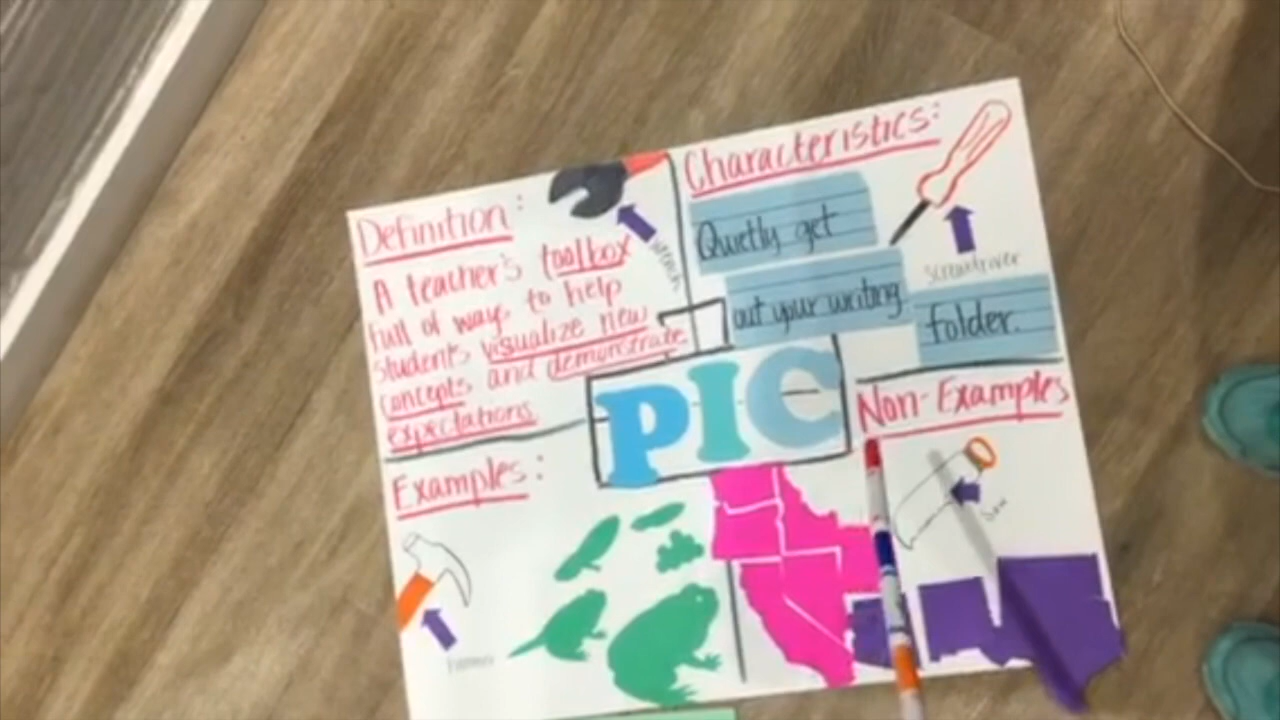 Definition:
A teacher's toolbox
full of ways to help
students visualize new
concepts and demonstrate
expectations.
wrench
Characteristics:
Quietly get
out your writing
folder.
screwdriver
PIC
Examples:
hammer
Non-Examples
Saw